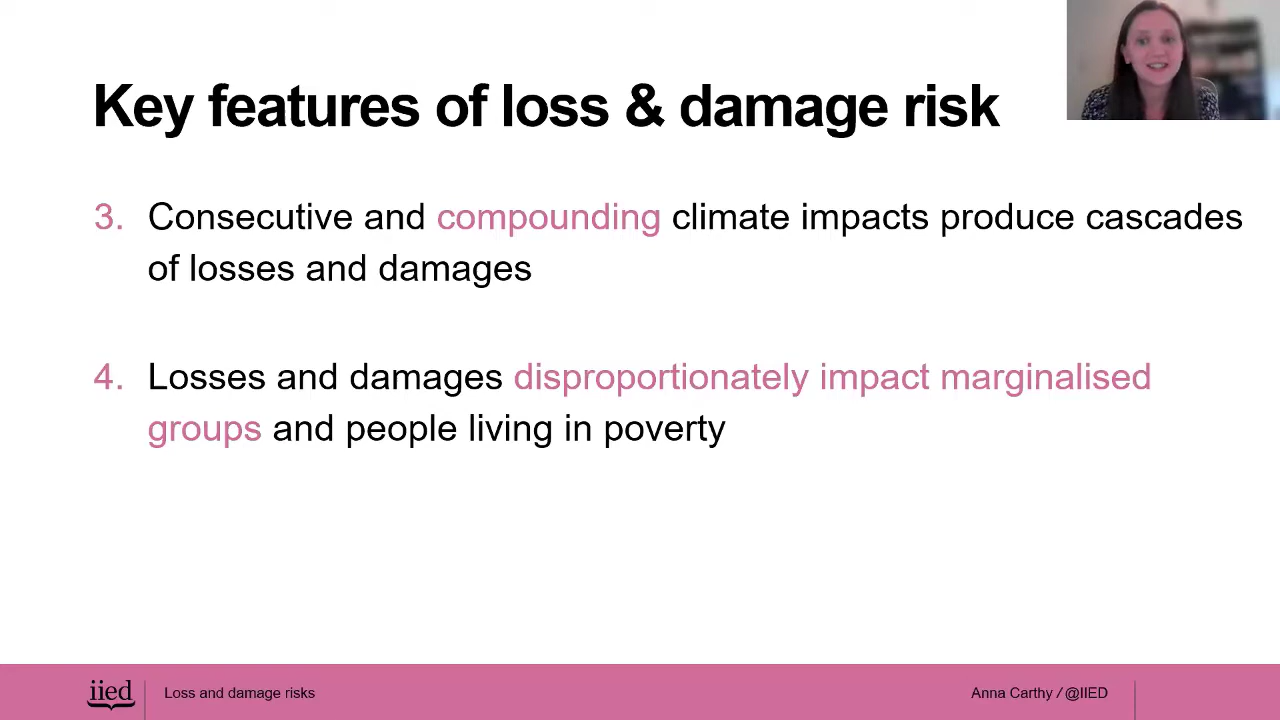 Key features of loss & damage risk
3. Consecutive and compounding climate impacts produce cascades
of losses and damages
4. Losses and damages disproportionately impact marginalised
groups and people living in poverty
iied
Loss and damage risks
Anna Carthy / @IIED